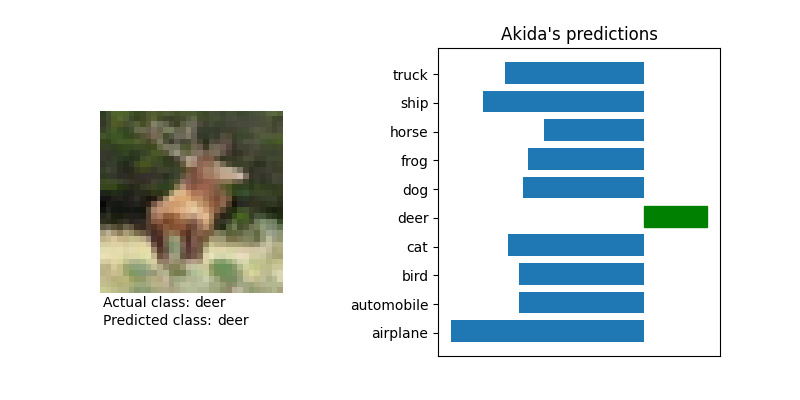 Akida's predictions
truck
ship
horse
frog
dog
deer
cat
bird
automobile
airplane
Actual class: deer
Predicted class: deer